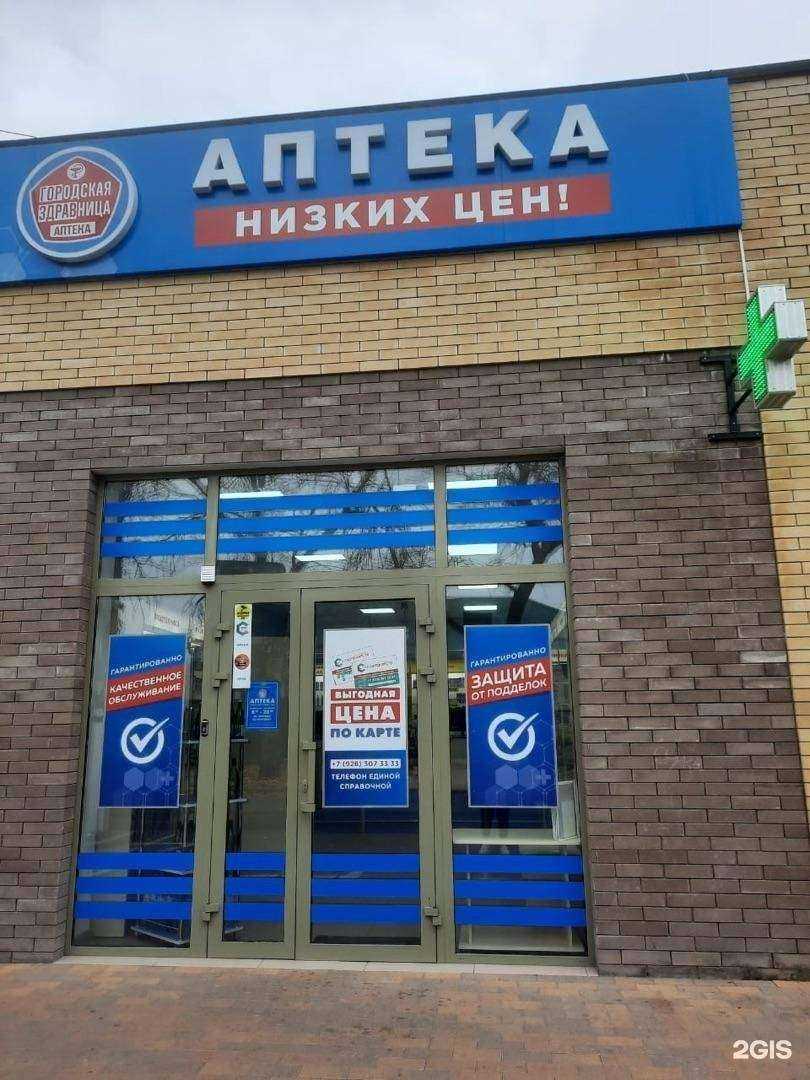 ГОРОДСКАЯ
ЗДРАВНИЦА
АПТЕКА
АПТЕКА
НИЗКИХ ЦЕН!
ГАРАНТИРОВАННО
КАЧЕСТВЕННОЕ
ОБСЛУЖИВАНИЕ
АПТЕКА
ВЫГОДНАЯ
ЦЕНА
ПО КАРТЕ
+7 (928) 307 33 33
ТЕЛЕФОН ЕДИНОЙ
СПРАВОЧНОЙ
ГАРАНТИРОВАННО
ЗАЩИТА
ОТ ПОДДЕЛОК
2GIS